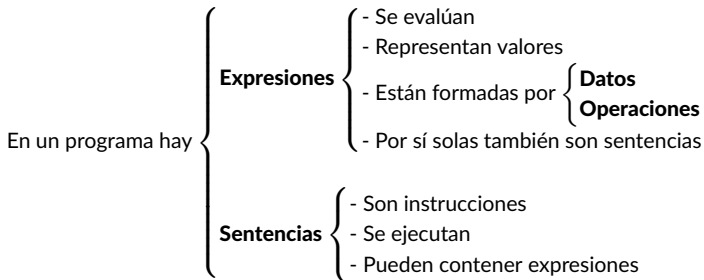 En un programa hay
Expresiones
- Se evalúan
- Representan valores
- Están formadas por
Datos
Operaciones
- Por sí solas también son sentencias
Sentencias
- Son instrucciones
- Se ejecutan
- Pueden contener expresiones